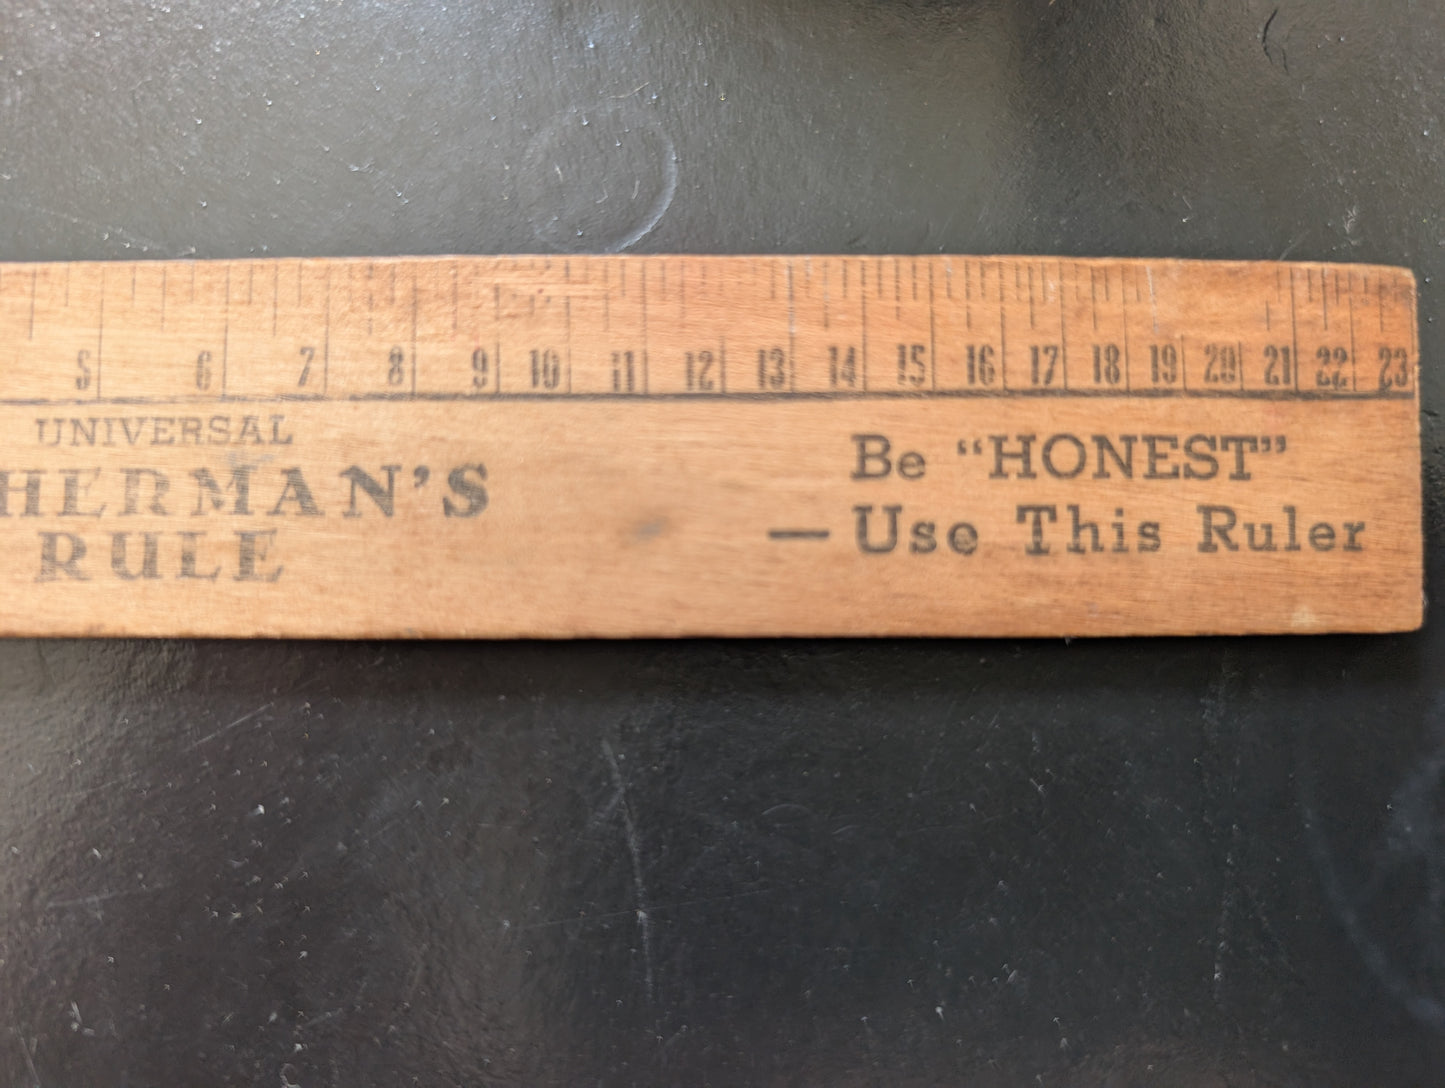 5 6 7 8 9 10 11 12 13 14 15 16 17 18 19 20 21 22 23
UNIVERSAL
HERMAN'S
RULE
Be “HONEST”
— Use This Ruler